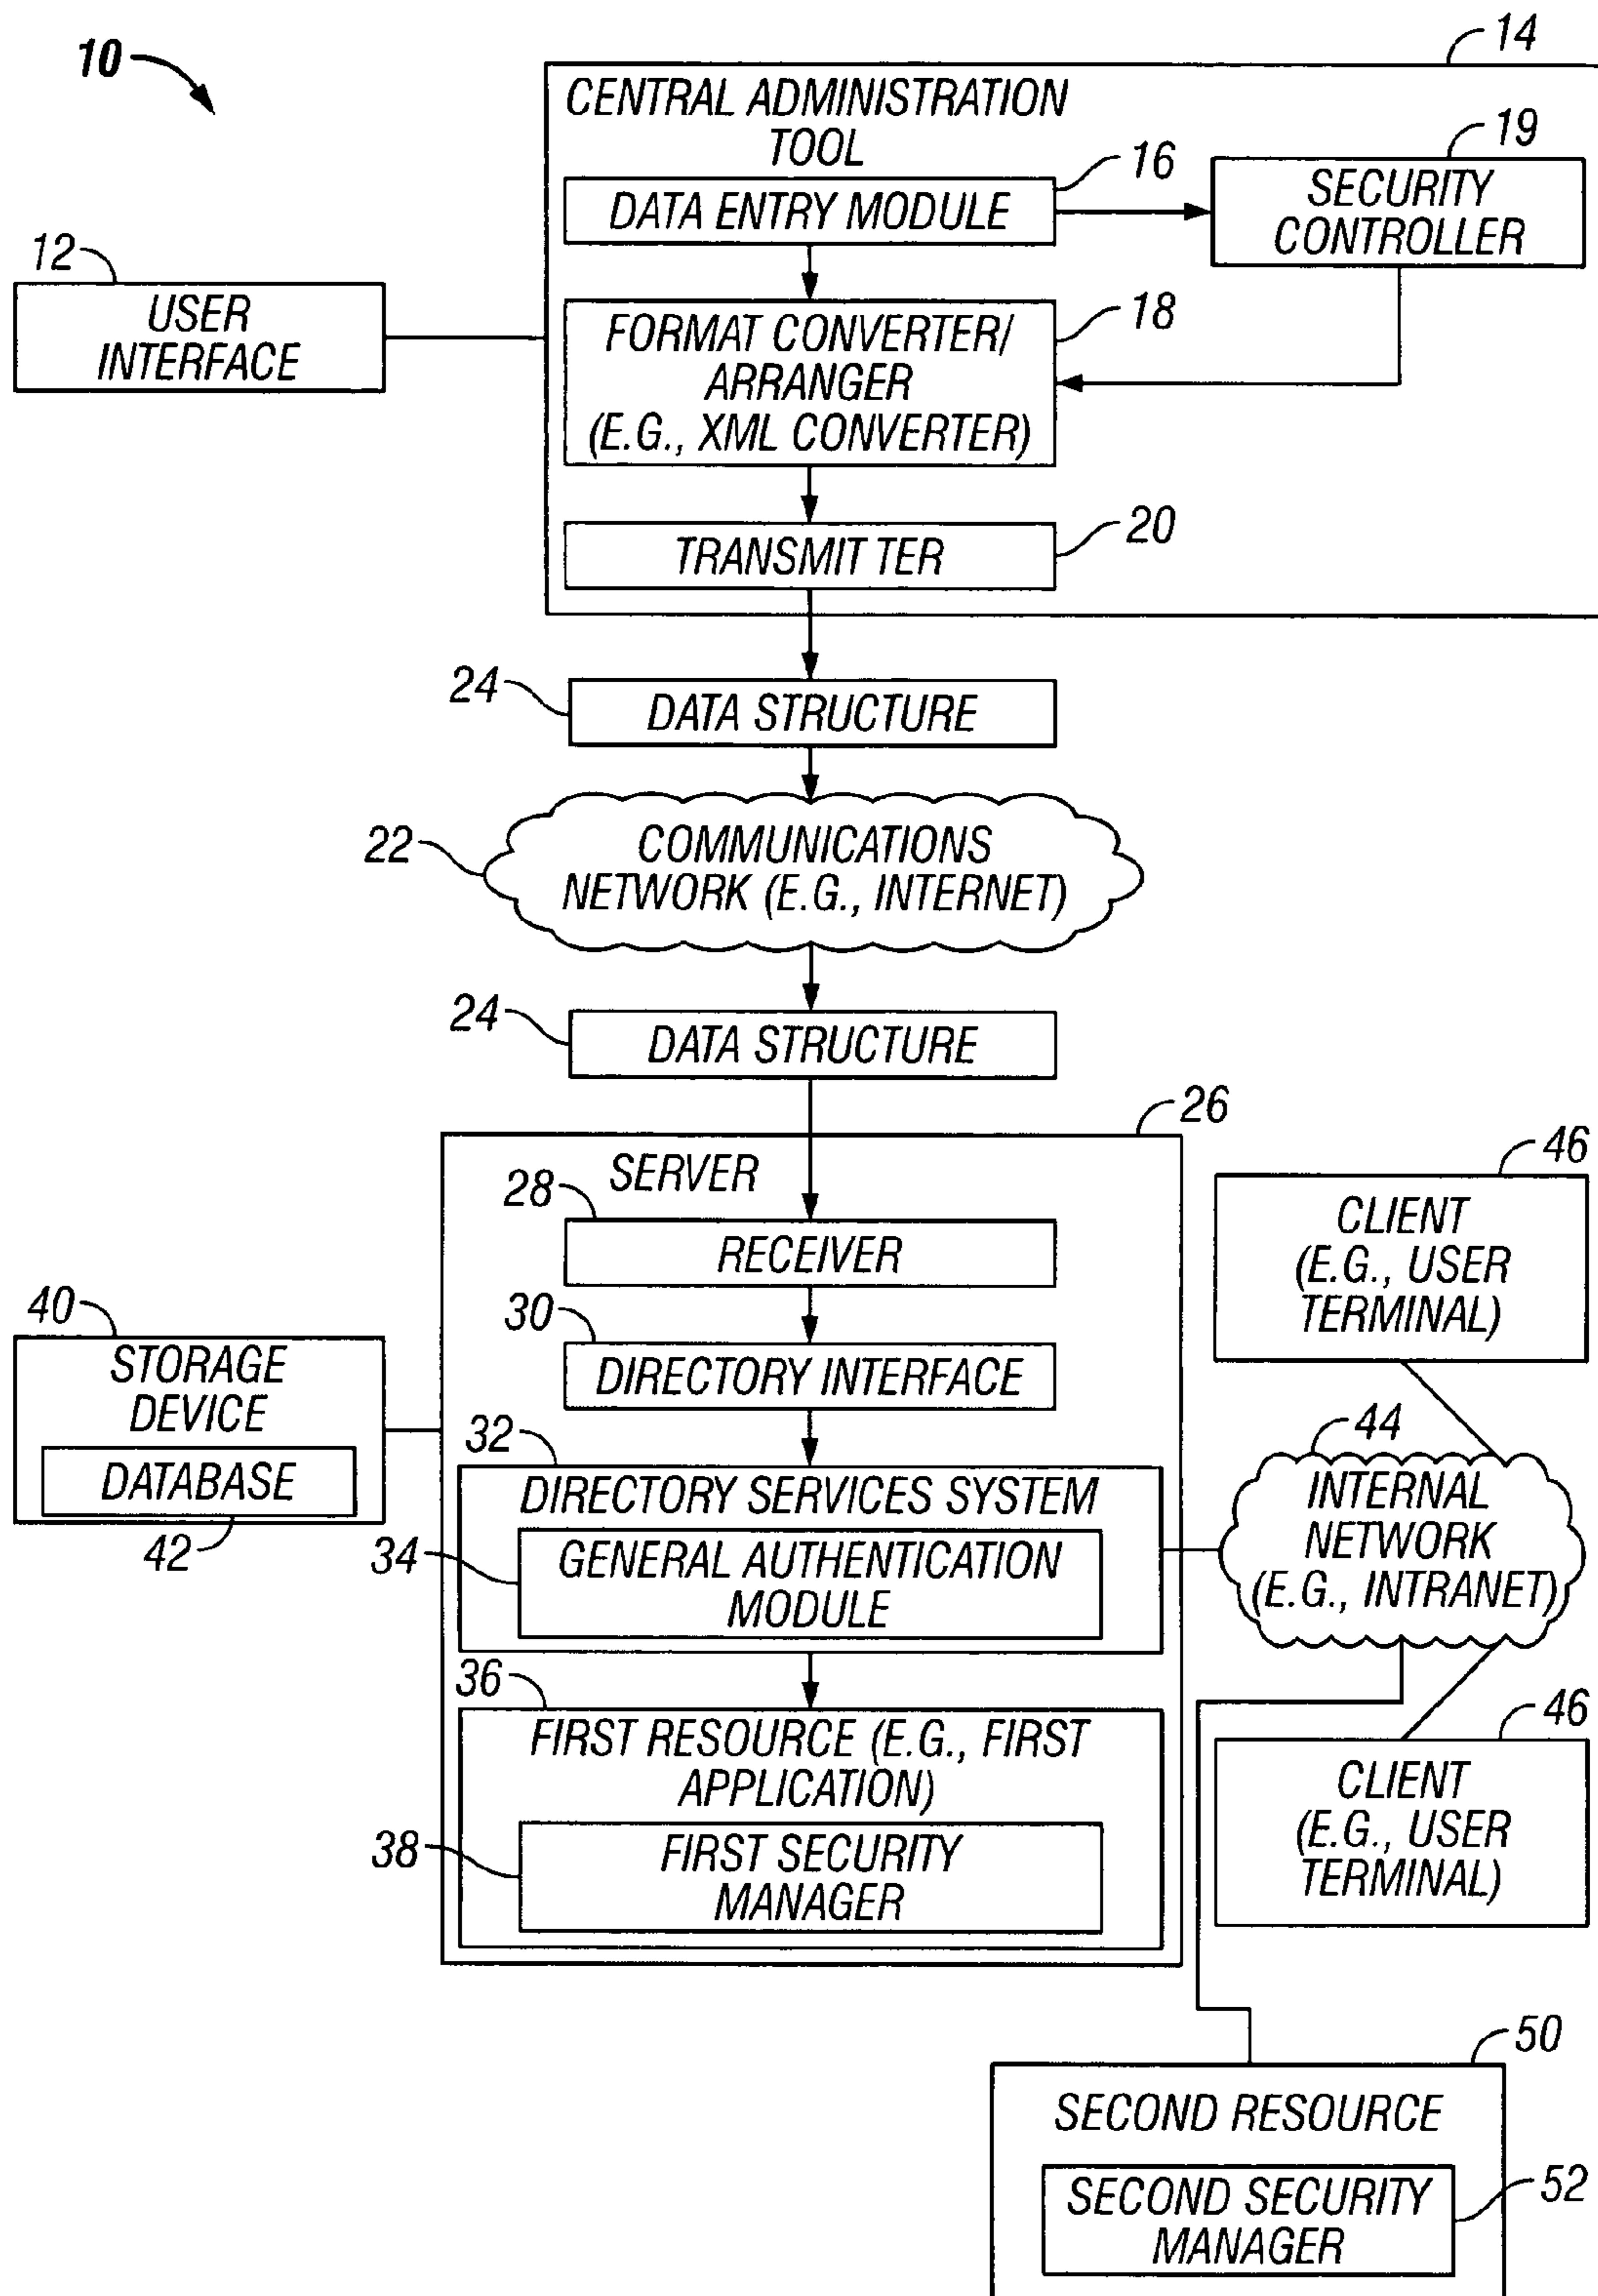 10
14
CENTRAL ADMINISTRATION
TOOL
16
19
DATA ENTRY MODULE
SECURITY
CONTROLLER
12
USER
INTERFACE
18
FORMAT CONVERTER/
ARRANGER
(E.G., XML CONVERTER)
20
TRANSMIT TER
24
DATA STRUCTURE
22
COMMUNICATIONS
NETWORK (E.G., INTERNET)
24
DATA STRUCTURE
26
SERVER
28
RECEIVER
46
CLIENT
(E.G., USER
TERMINAL)
30
DIRECTORY INTERFACE
40
STORAGE
DEVICE
DATABASE
42
32
DIRECTORY SERVICES SYSTEM
34
GENERAL AUTHENTICATION
MODULE
44
INTERNAL
NETWORK
(E.G., INTRANET)
36
FIRST RESOURCE (E.G., FIRST
APPLICATION)
38
FIRST SECURITY
MANAGER
46
CLIENT
(E.G., USER
TERMINAL)
50
SECOND RESOURCE
52
SECOND SECURITY
MANAGER